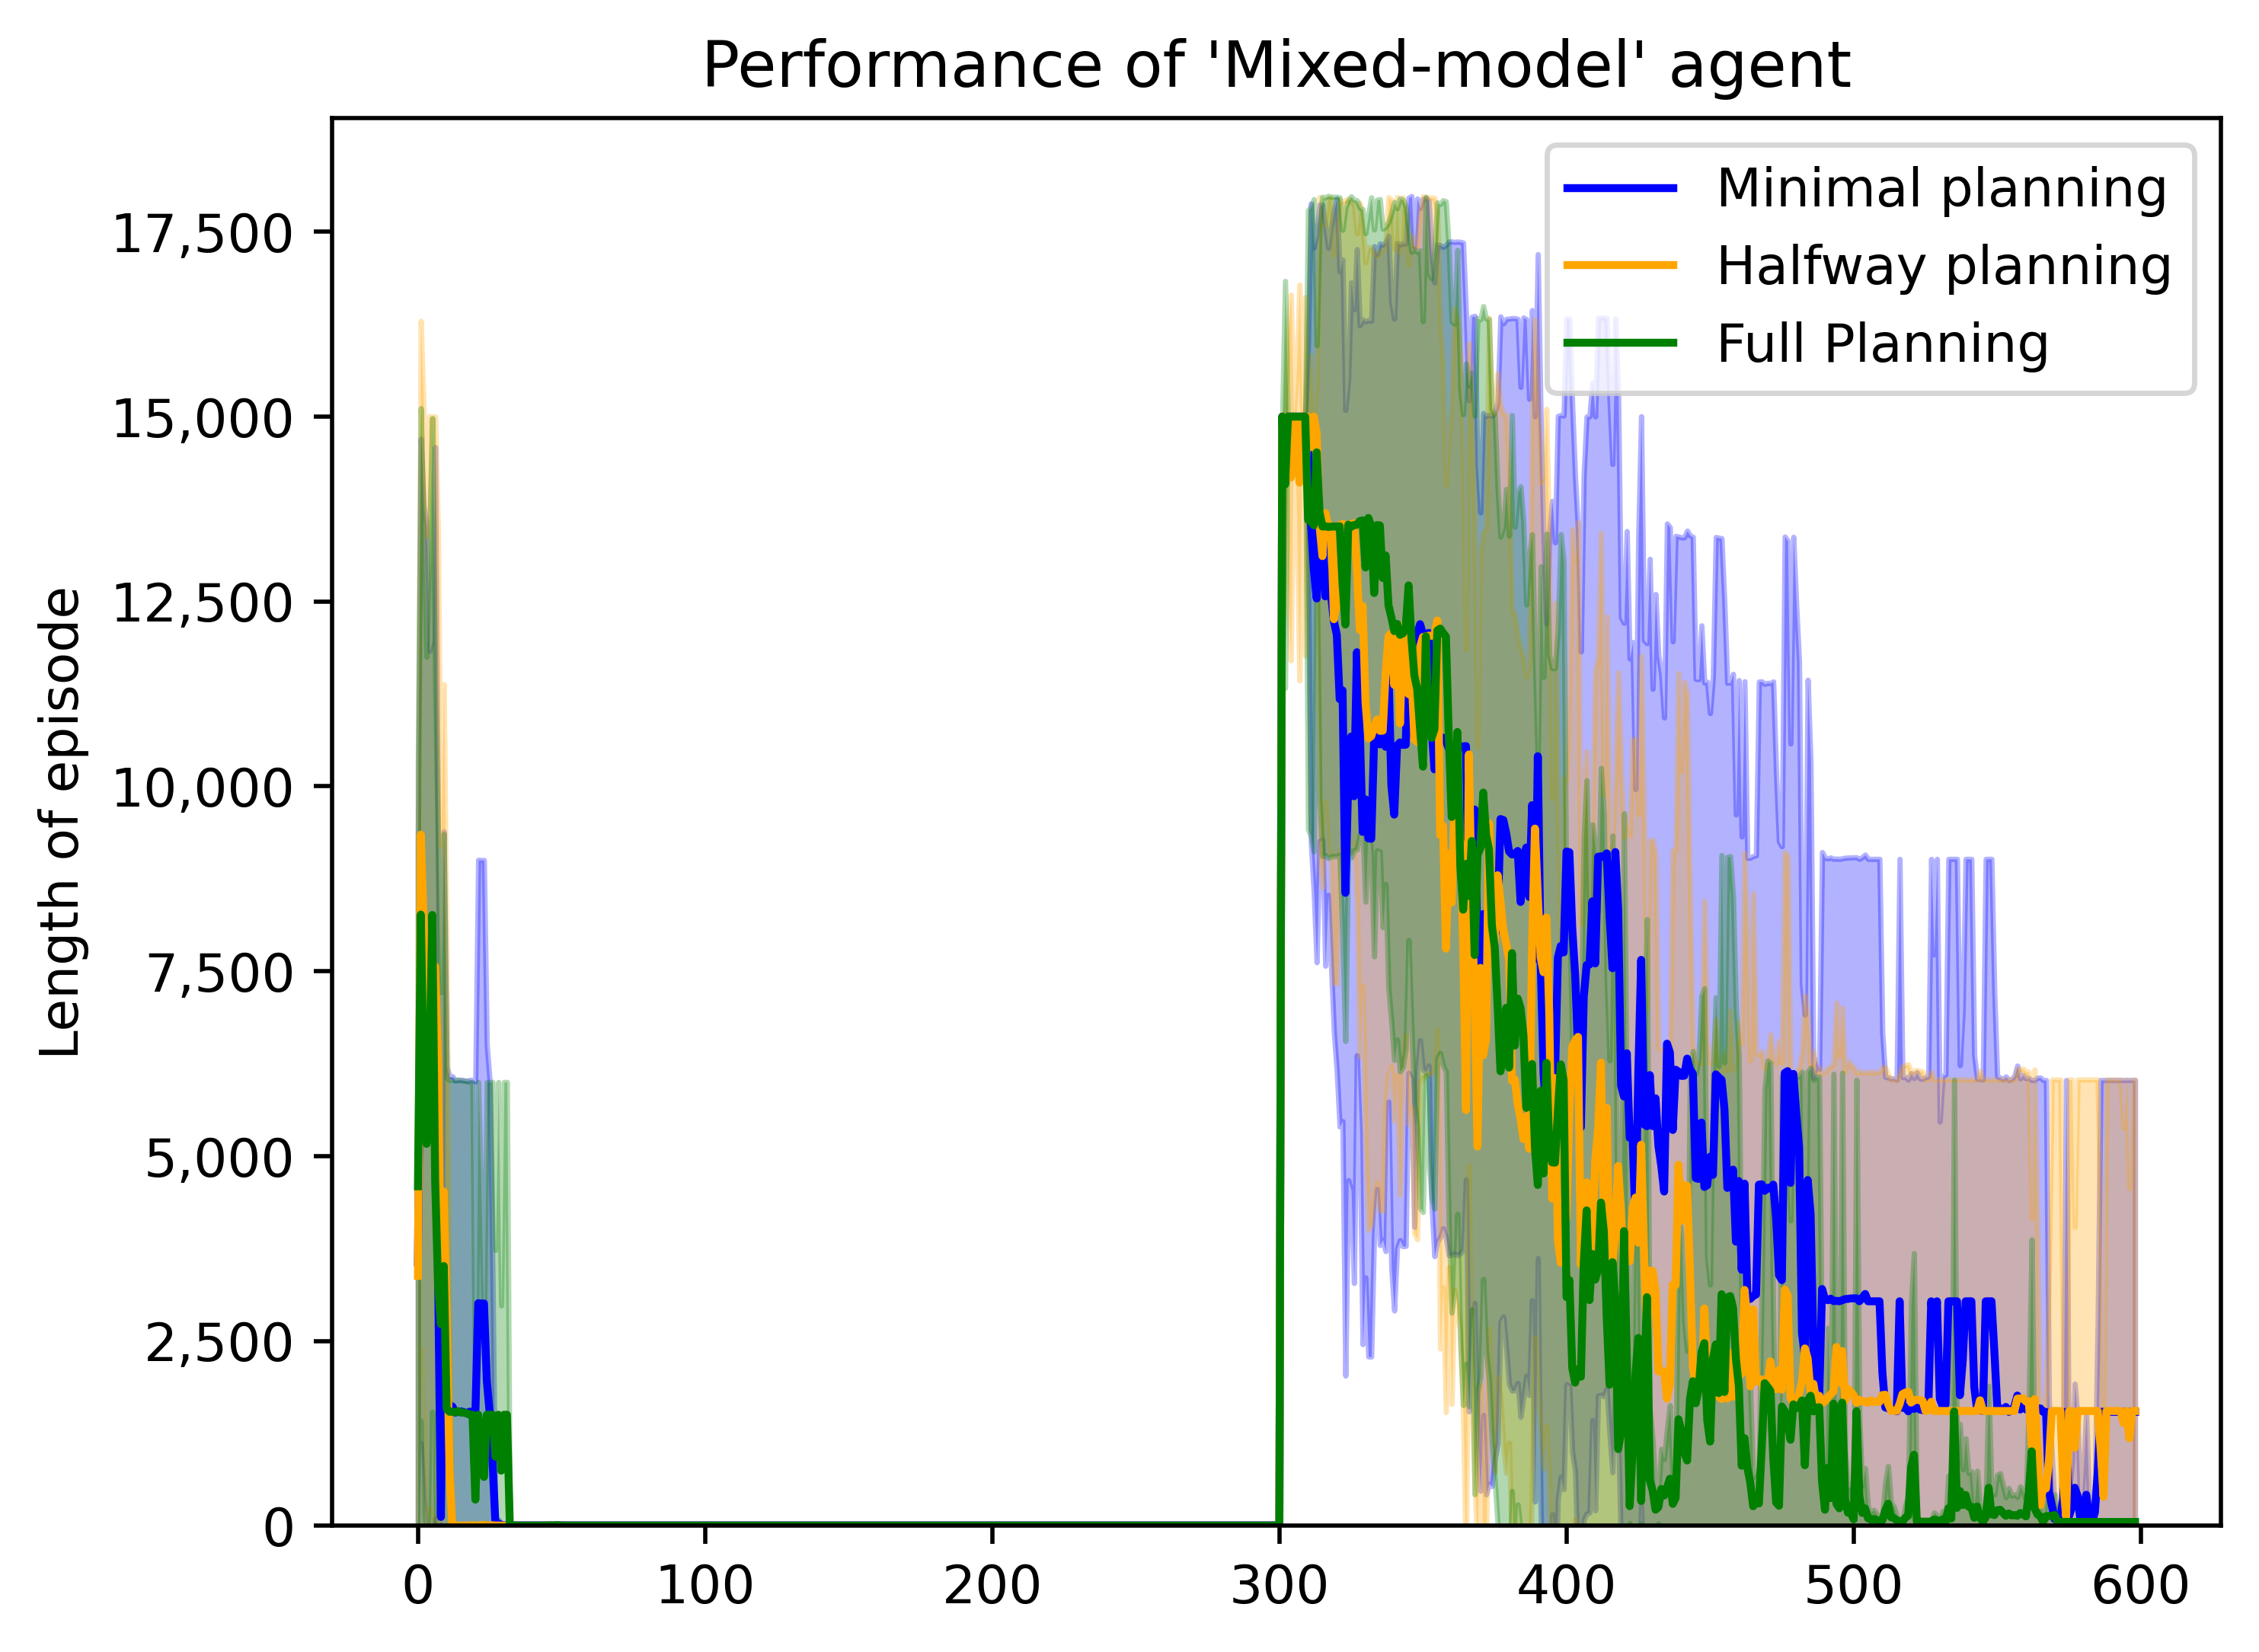 Performance of 'Mixed-model' agent
Minimal planning
Halfway planning
Full Planning
Length of episode
17,500
15,000
12,500
10,000
7,500
5,000
2,500
0
0 100 200 300 400 500 600